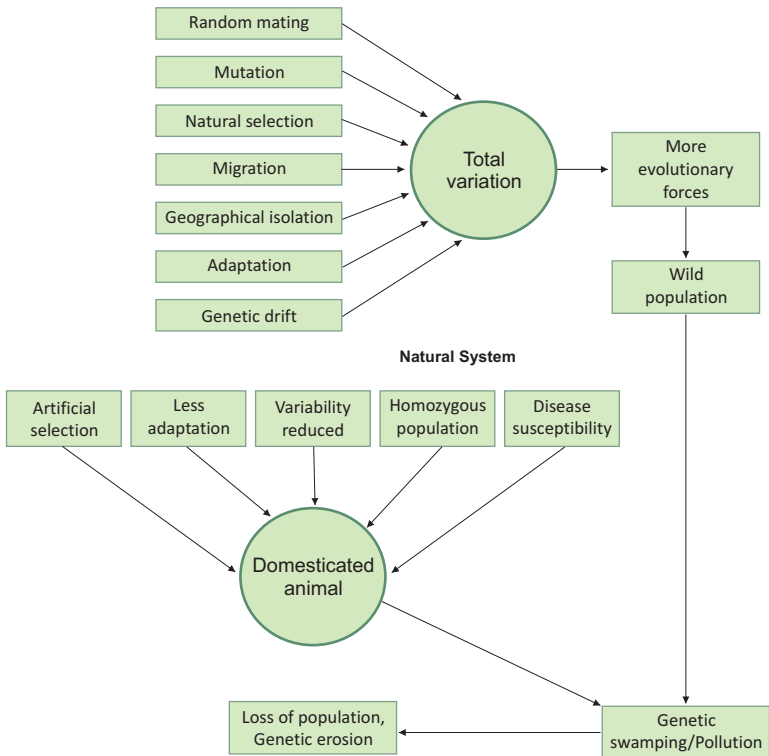 Random mating
Mutation
Natural selection
Migration
Geographical isolation
Adaptation
Genetic drift
Total
variation
More
evolutionary
forces
Wild
population
Natural System
Artificial
selection
Less
adaptation
Variability
reduced
Homozygous
population
Disease
susceptibility
Domesticated
animal
Loss of population,
Genetic erosion
Genetic
swamping/Pollution